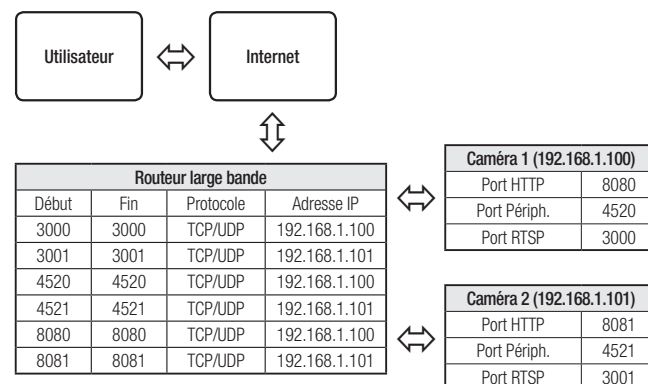 Utilisateur
Internet
Routeur large bande
Début Fin Protocole Adresse IP
3000 3000 TCP/UDP 192.168.1.100
3001 3001 TCP/UDP 192.168.1.101
4520 4520 TCP/UDP 192.168.1.100
4521 4521 TCP/UDP 192.168.1.101
8080 8080 TCP/UDP 192.168.1.100
8081 8081 TCP/UDP 192.168.1.101
Caméra 1 (192.168.1.100)
Port HTTP 8080
Port Périph. 4520
Port RTSP 3000
Caméra 2 (192.168.1.101)
Port HTTP 8081
Port Périph. 4521
Port RTSP 3001